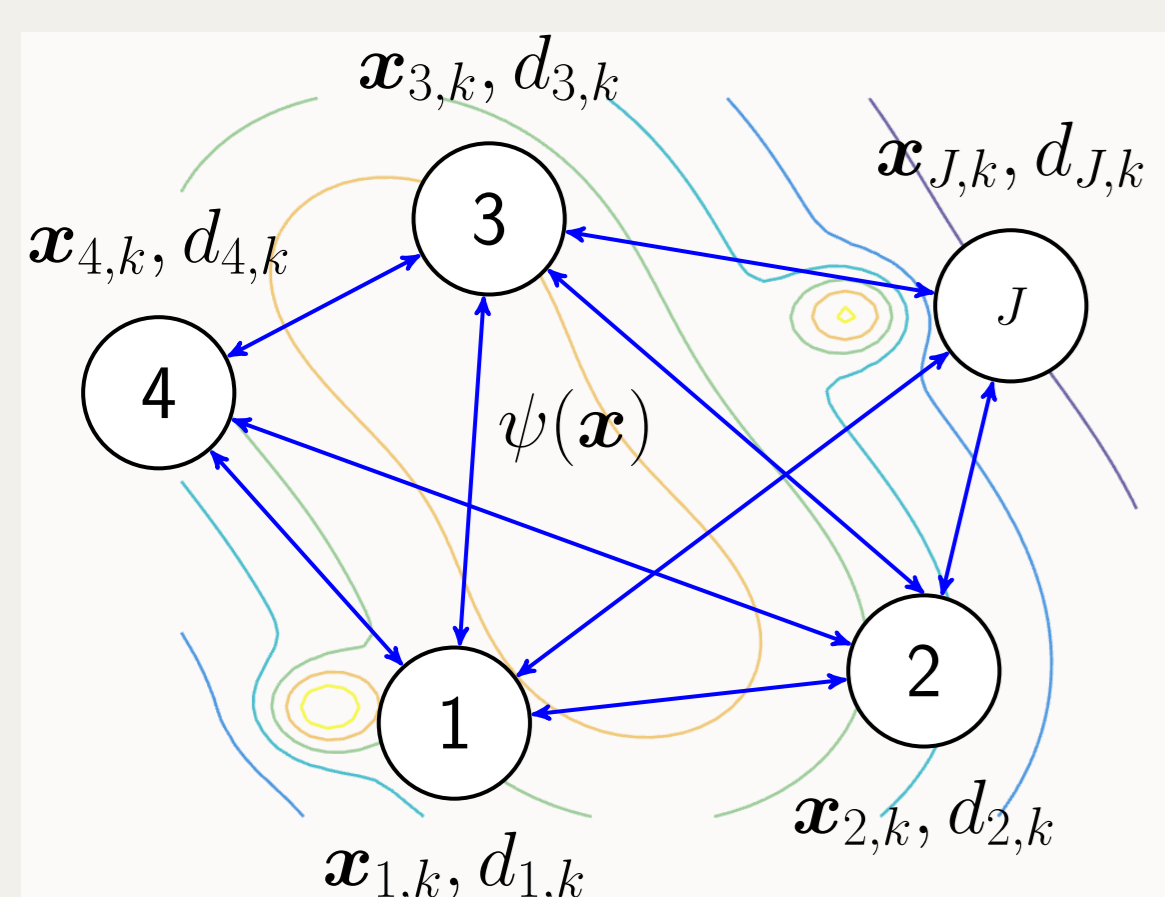 𝒙_{3,k}, d_{3,k}
𝒙_{J,k}, d_{J,k}
3
𝒙_{4,k}, d_{4,k}
J
4
ψ(𝒙)
2
1
𝒙_{2,k}, d_{2,k}
𝒙_{1,k}, d_{1,k}